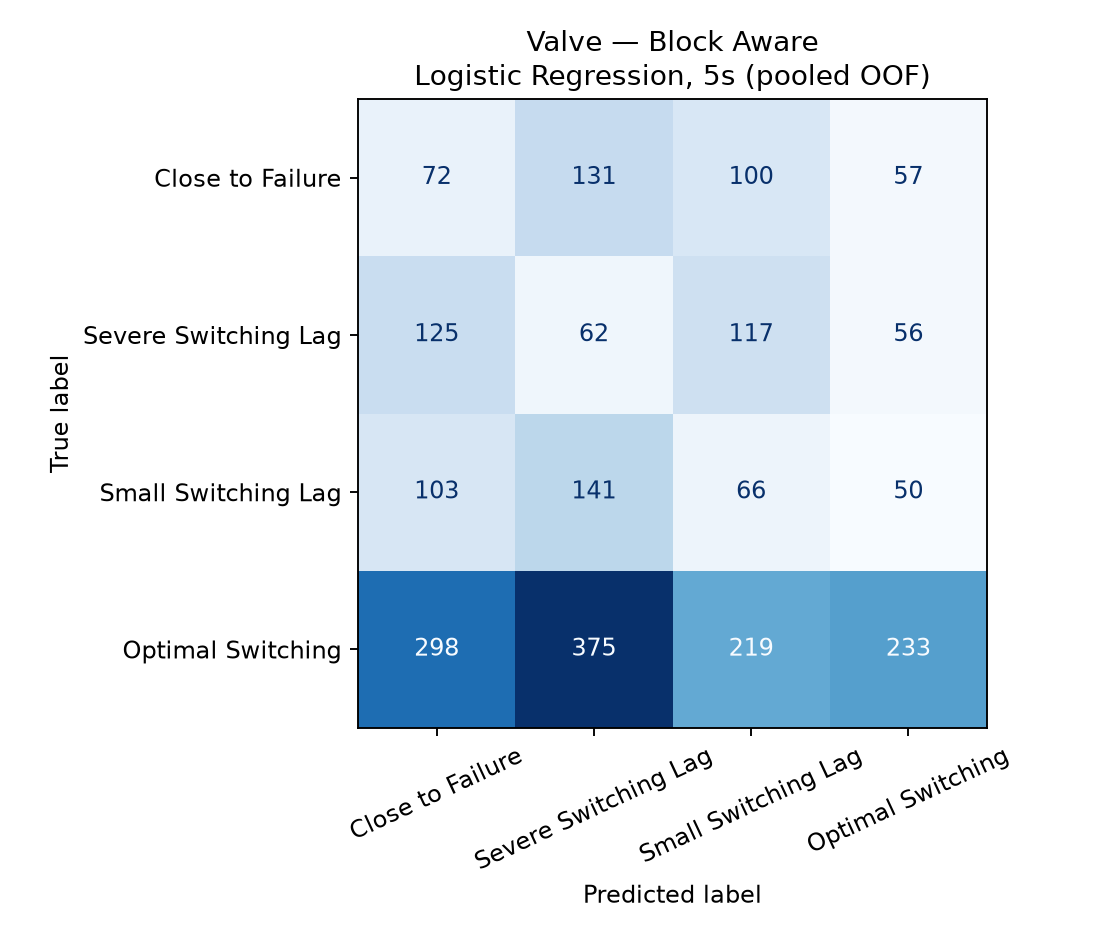 Valve — Block Aware
Logistic Regression, 5s (pooled OOF)
True label
Close to Failure 72 131 100 57
Severe Switching Lag 125 62 117 56
Small Switching Lag 103 141 66 50
Optimal Switching 298 375 219 233
Close to Failure Severe Switching Lag Small Switching Lag Optimal Switching
Predicted label